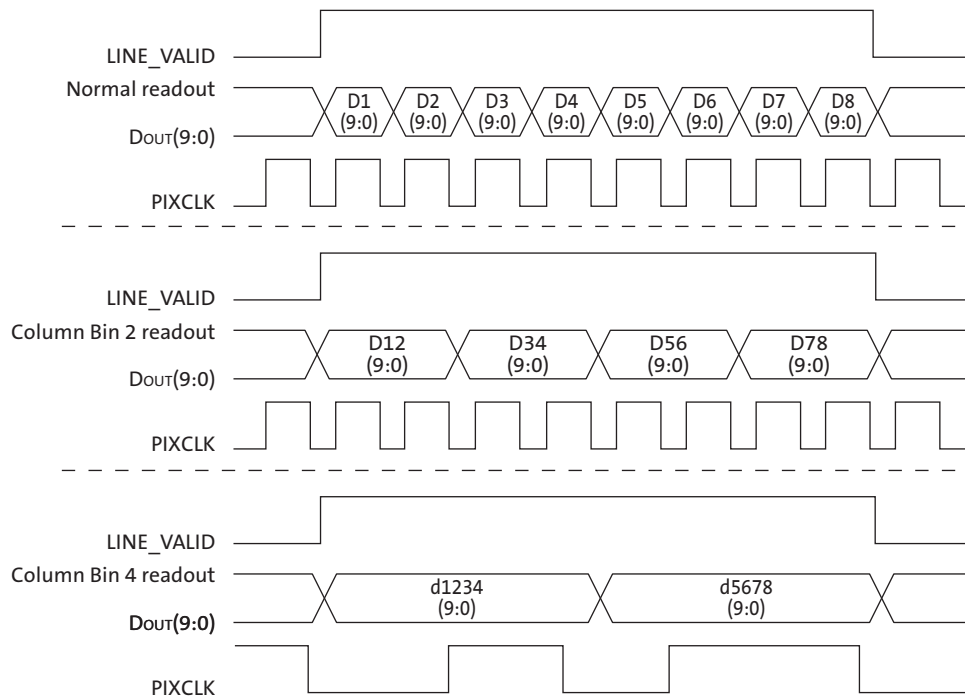 LINE_VALID
Normal readout
D1 D2 D3 D4 D5 D6 D7 D8
(9:0) (9:0) (9:0) (9:0) (9:0) (9:0) (9:0) (9:0)
DOUT(9:0)
PIXCLK
LINE_VALID
Column Bin 2 readout
D12 D34 D56 D78
(9:0) (9:0) (9:0) (9:0)
DOUT(9:0)
PIXCLK
LINE_VALID
Column Bin 4 readout
d1234 d5678
(9:0) (9:0)
DOUT(9:0)
PIXCLK